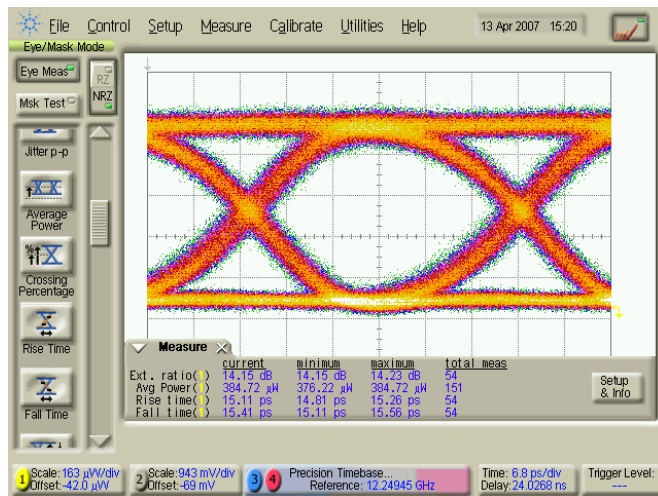 File Control Setup Measure Calibrate Utilities Help 13 Apr 2007 15:20
Eye/Mask Mode
Eye Meas
RZ
Msk Test
NRZ
Jitter p-p
Average
Power
Crossing
Percentage
Rise Time
Fall Time
Measure
current minimum maximum total meas
Ext. ratio(1) 14.15 dB 14.15 dB 14.23 dB 54
Avg Power(1) 384.72 µW 376.22 µW 384.72 µW 151
Rise time(1) 15.11 ps 14.81 ps 15.26 ps 54
Fall time(1) 15.41 ps 15.11 ps 15.56 ps 54
Setup
& Info
1 Scale:163 µW/div
Offset:-42.0 µW
2 Scale:943 mV/div
Offset:-69 mV
3 4 Precision Timebase...
Reference: 12.24945 GHz
Time: 6.8 ps/div
Delay:24.0268 ns
Trigger Level:
---